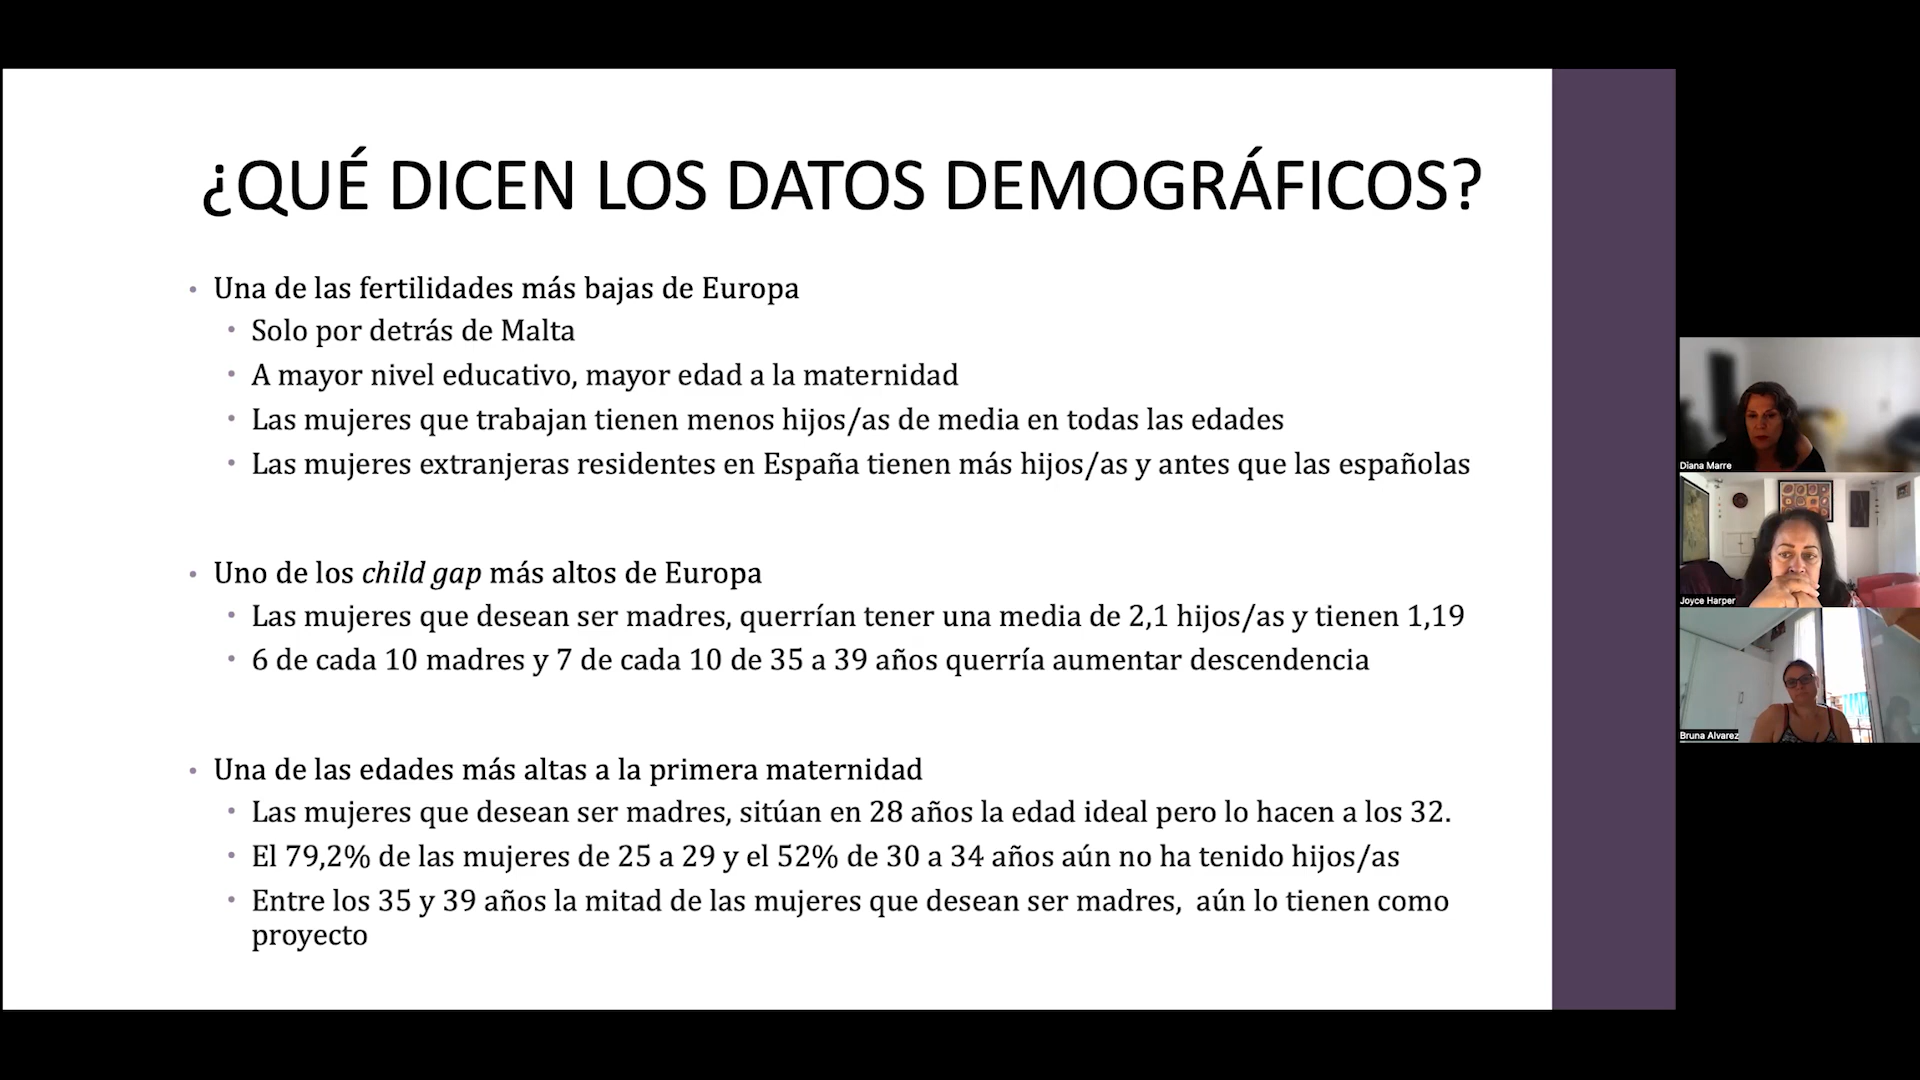 ¿QUÉ DICEN LOS DATOS DEMOGRÁFICOS?
• Una de las fertilidades más bajas de Europa
• Solo por detrás de Malta
• A mayor nivel educativo, mayor edad a la maternidad
• Las mujeres que trabajan tienen menos hijos/as de media en todas las edades
• Las mujeres extranjeras residentes en España tienen más hijos/as y antes que las españolas
• Uno de los child gap más altos de Europa
• Las mujeres que desean ser madres, querrían tener una media de 2,1 hijos/as y tienen 1,19
• 6 de cada 10 madres y 7 de cada 10 de 35 a 39 años querría aumentar descendencia
• Una de las edades más altas a la primera maternidad
• Las mujeres que desean ser madres, sitúan en 28 años la edad ideal pero lo hacen a los 32.
• El 79,2% de las mujeres de 25 a 29 y el 52% de 30 a 34 años aún no ha tenido hijos/as
• Entre los 35 y 39 años la mitad de las mujeres que desean ser madres, aún lo tienen como
proyecto
Diana Marre
Joyce Harper
Bruna Alvarez